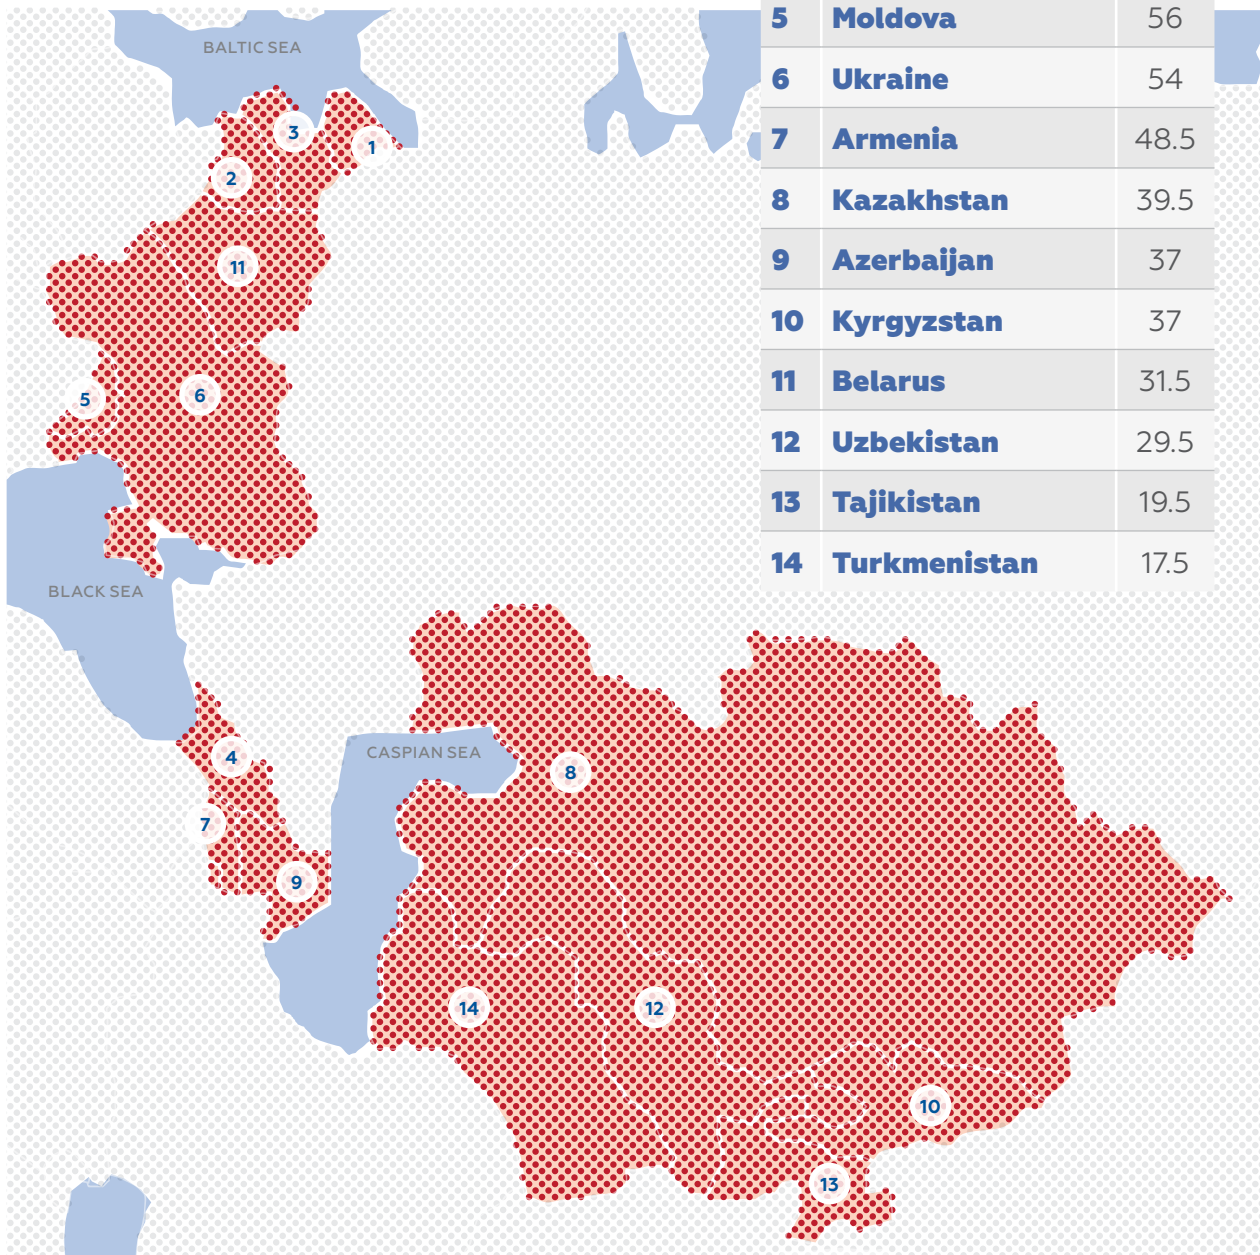 5 Moldova 56
6 Ukraine 54
7 Armenia 48.5
8 Kazakhstan 39.5
9 Azerbaijan 37
10 Kyrgyzstan 37
11 Belarus 31.5
12 Uzbekistan 29.5
13 Tajikistan 19.5
14 Turkmenistan 17.5
BALTIC SEA
3
1
2
11
5
6
BLACK SEA
4
CASPIAN SEA
8
7
9
14
12
10
13